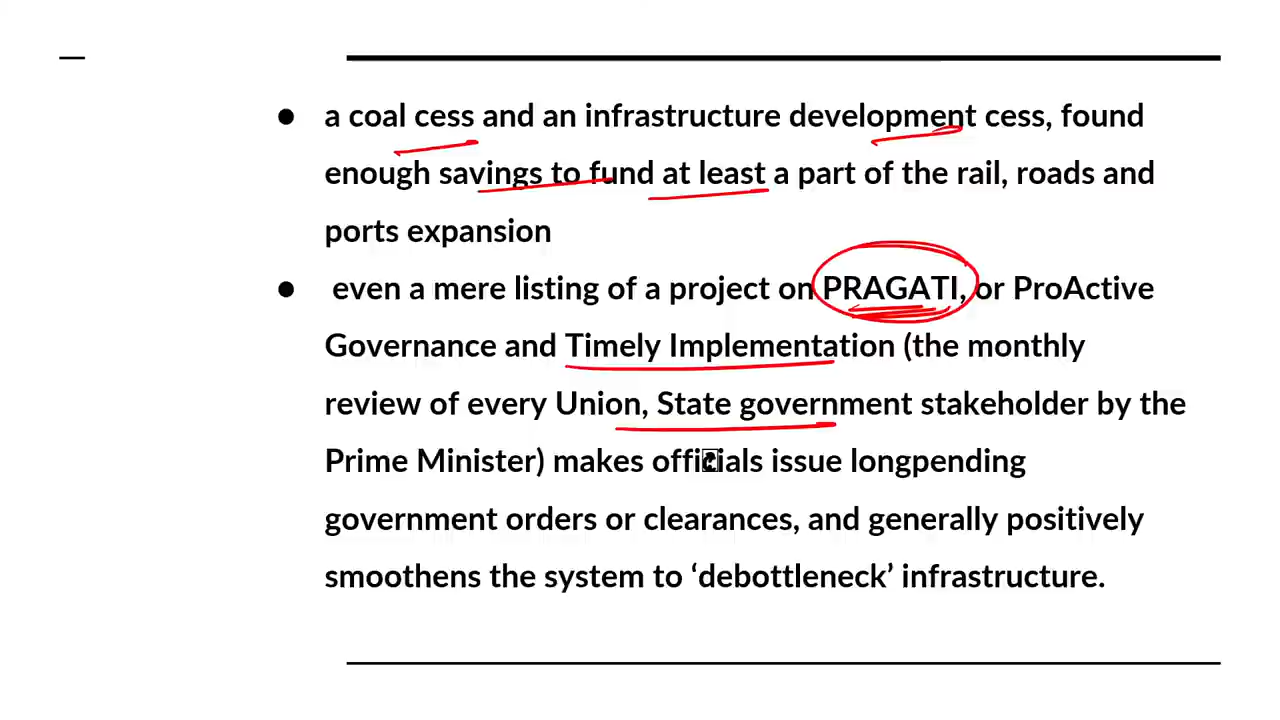 ● a coal cess and an infrastructure development cess, found
enough savings to fund at least a part of the rail, roads and
ports expansion
● even a mere listing of a project on PRAGATI, or ProActive
Governance and Timely Implementation (the monthly
review of every Union, State government stakeholder by the
Prime Minister) makes officials issue longpending
government orders or clearances, and generally positively
smoothens the system to ‘debottleneck’ infrastructure.